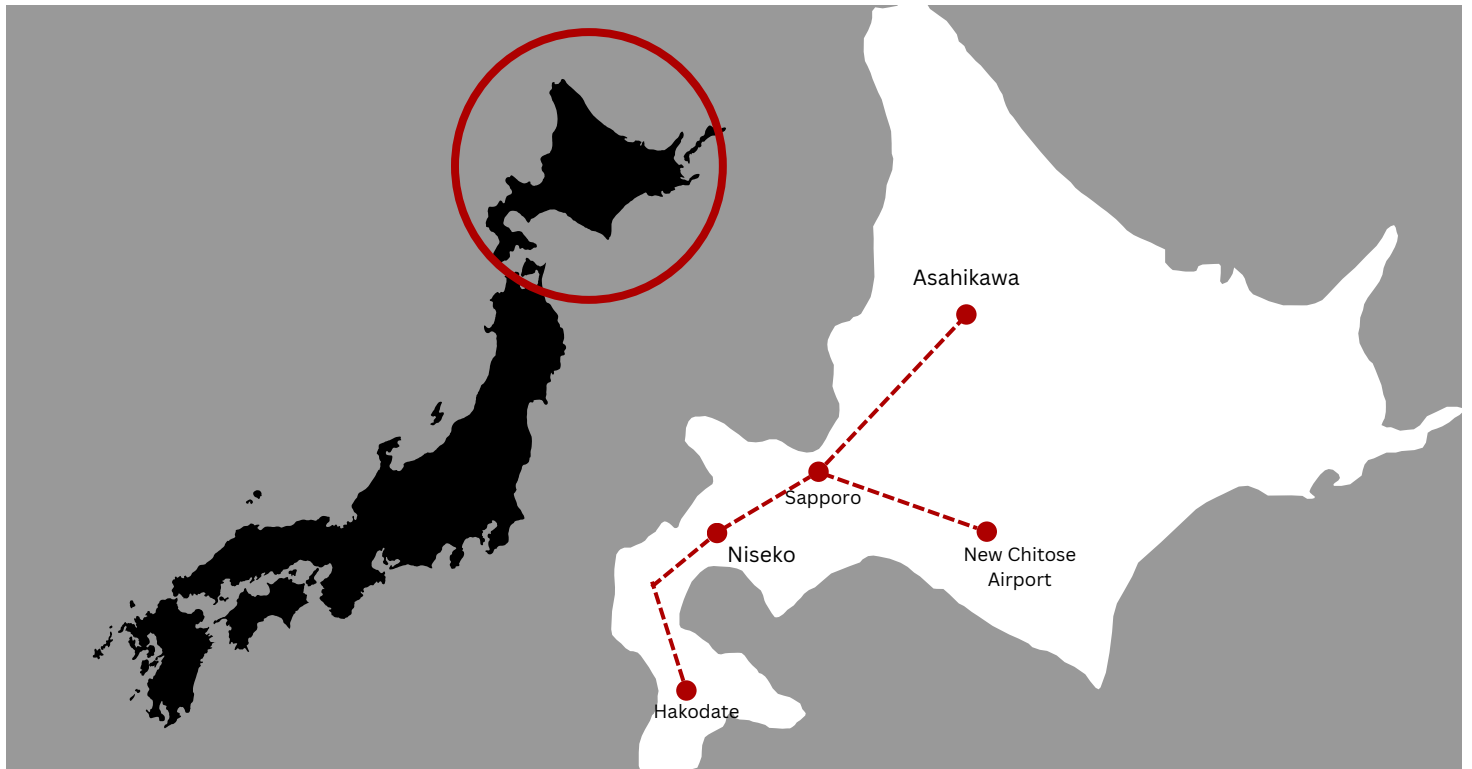 Asahikawa
Sapporo
Niseko
New Chitose
Airport
Hakodate